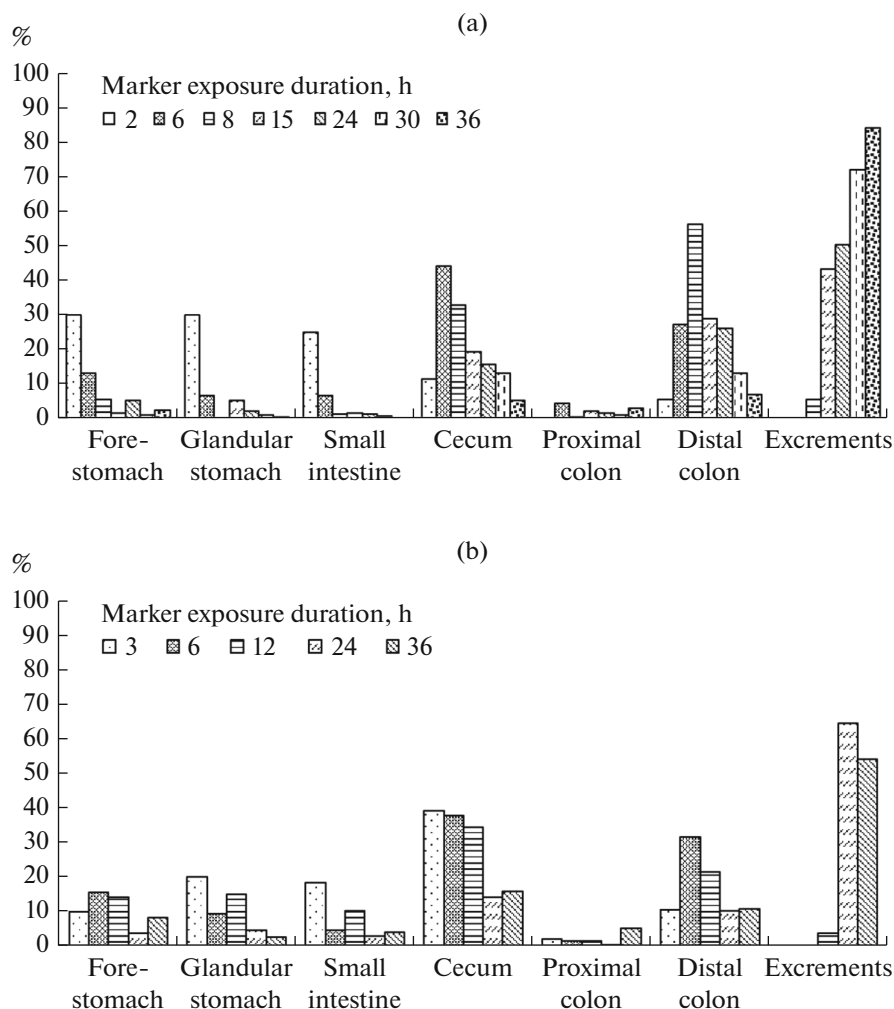 (a)
%
100
90
80
70
60
50
40
30
20
10
0
Marker exposure duration, h
2 6 8 15 24 30 36
Fore- Glandular Small Cecum Proximal Distal Excrements
stomach stomach intestine colon colon
(b)
%
100
90
80
70
60
50
40
30
20
10
0
Marker exposure duration, h
3 6 12 24 36
Fore- Glandular Small Cecum Proximal Distal Excrements
stomach stomach intestine colon colon